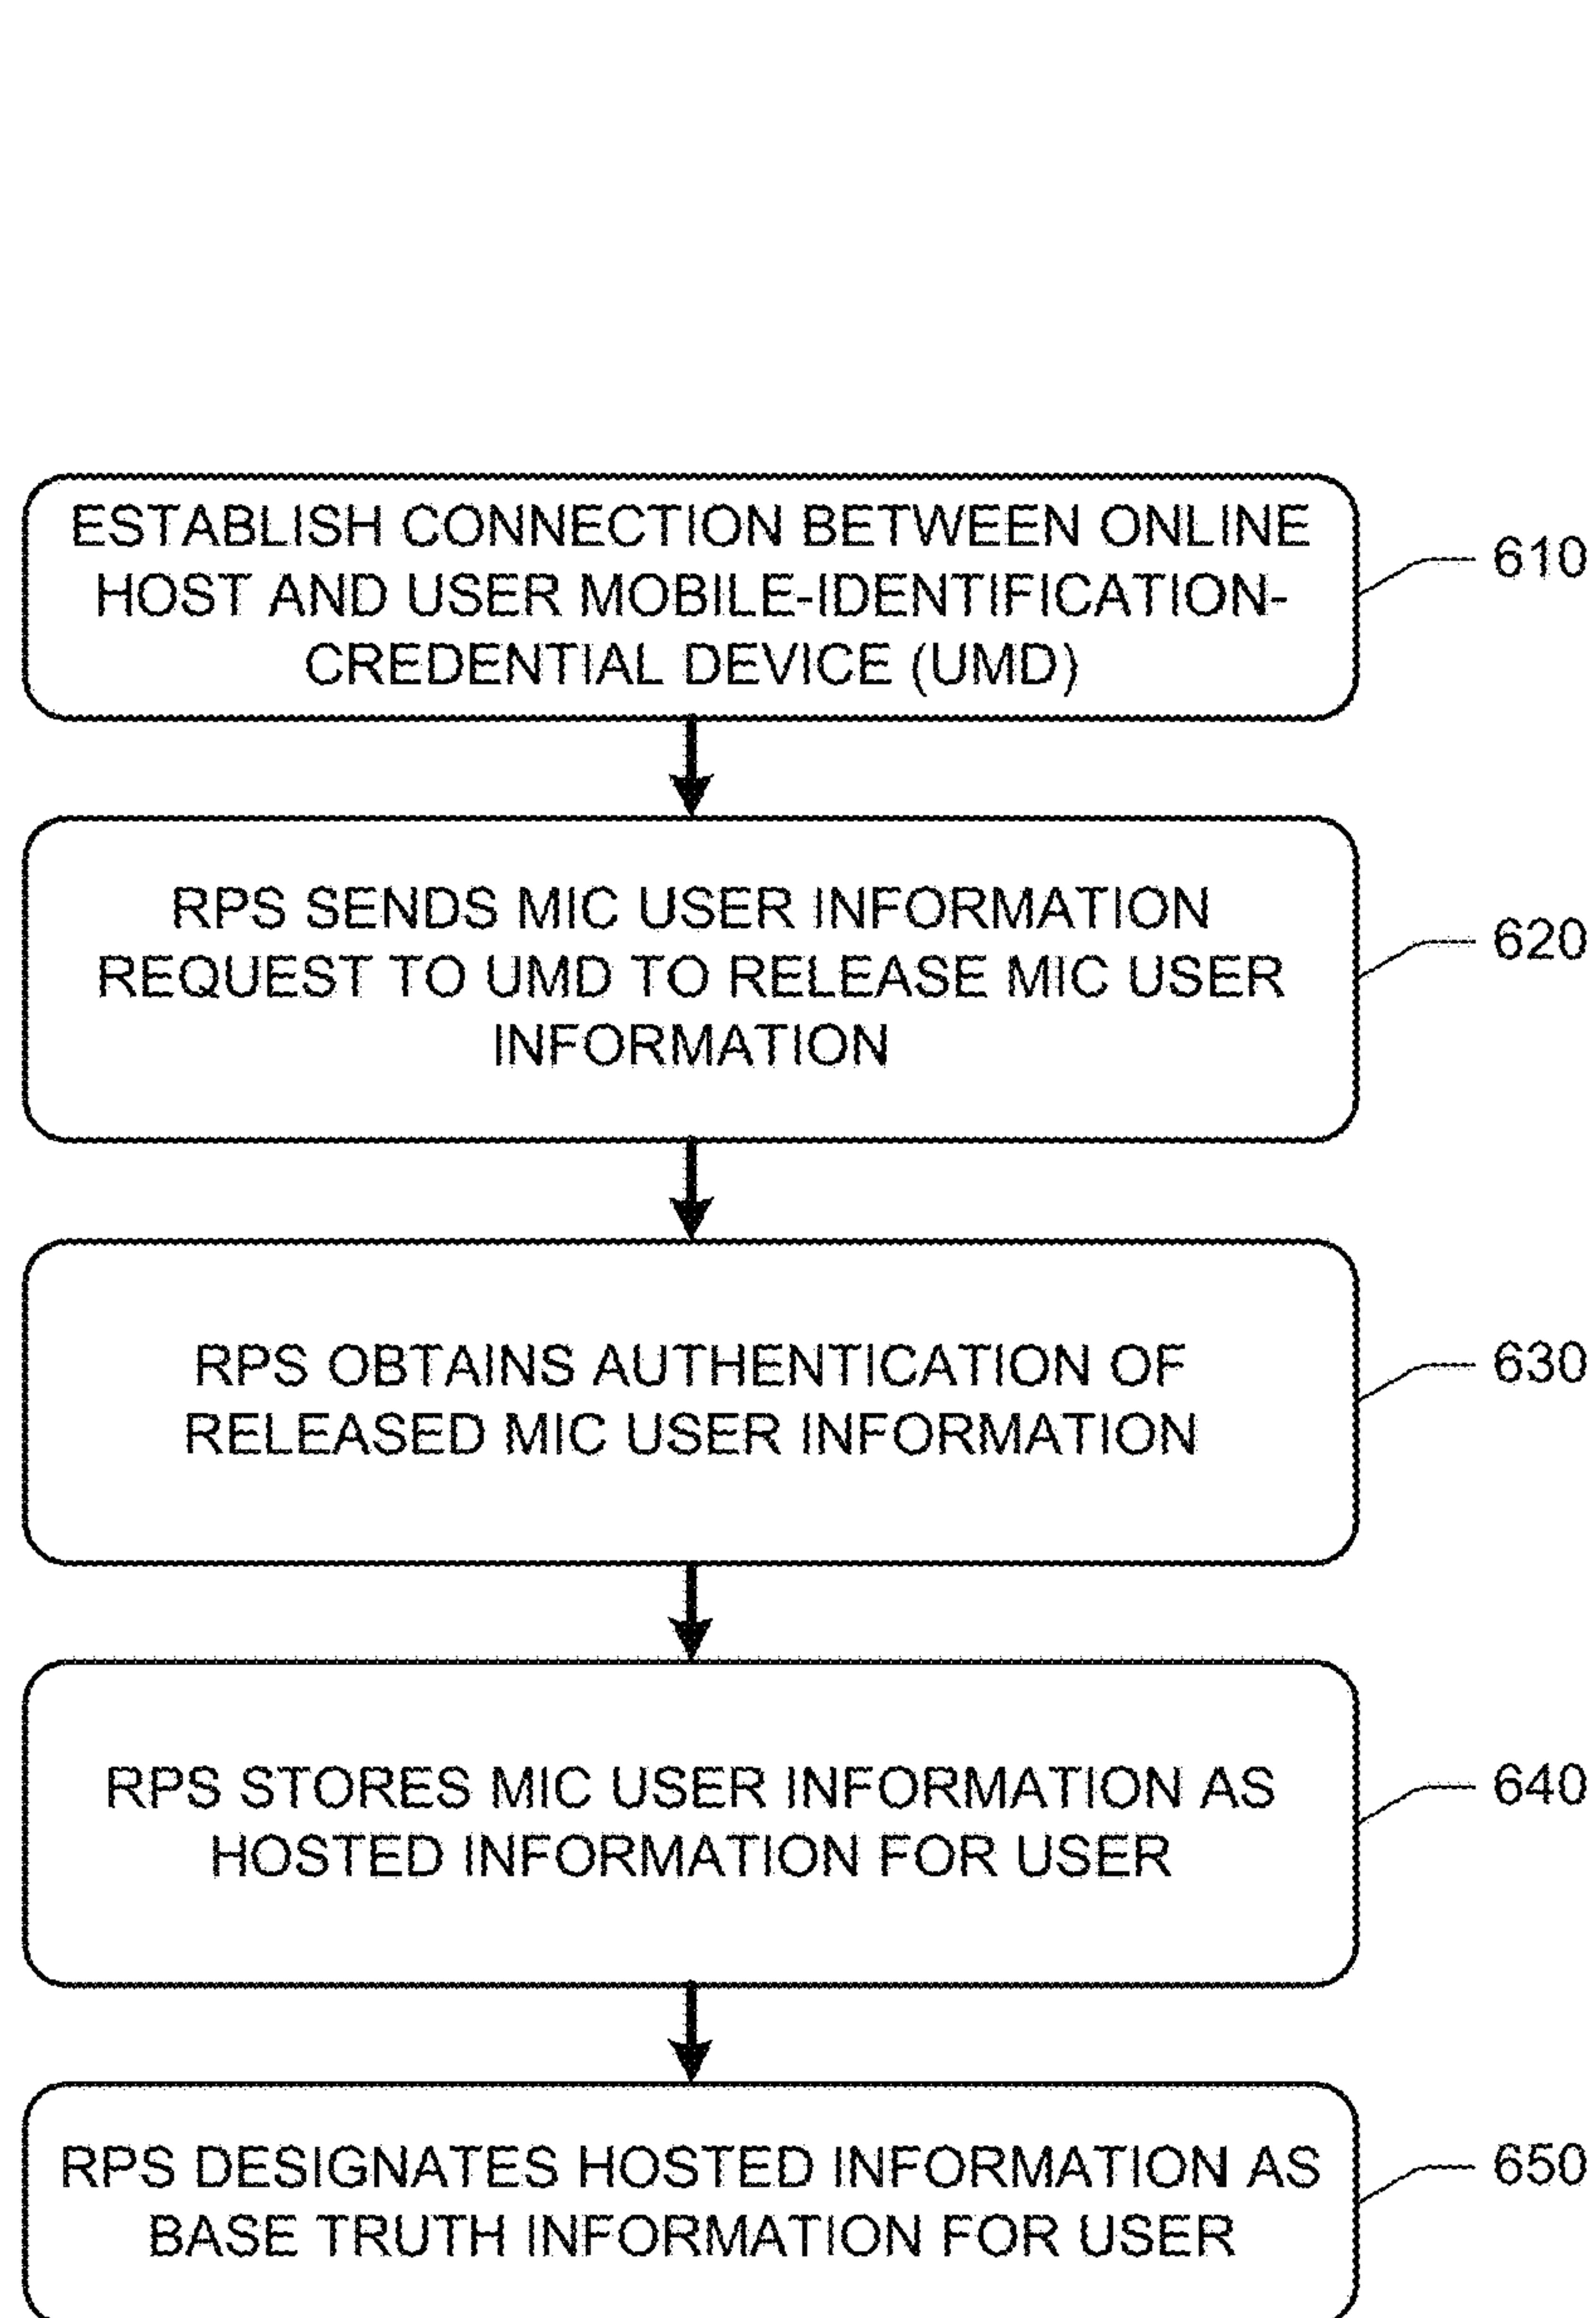 ESTABLISH CONNECTION BETWEEN ONLINE
HOST AND USER MOBILE-IDENTIFICATION-
CREDENTIAL DEVICE (UMD)
610
RPS SENDS MIC USER INFORMATION
REQUEST TO UMD TO RELEASE MIC USER
INFORMATION
620
RPS OBTAINS AUTHENTICATION OF
RELEASED MIC USER INFORMATION
630
RPS STORES MIC USER INFORMATION AS
HOSTED INFORMATION FOR USER
640
RPS DESIGNATES HOSTED INFORMATION AS
BASE TRUTH INFORMATION FOR USER
650